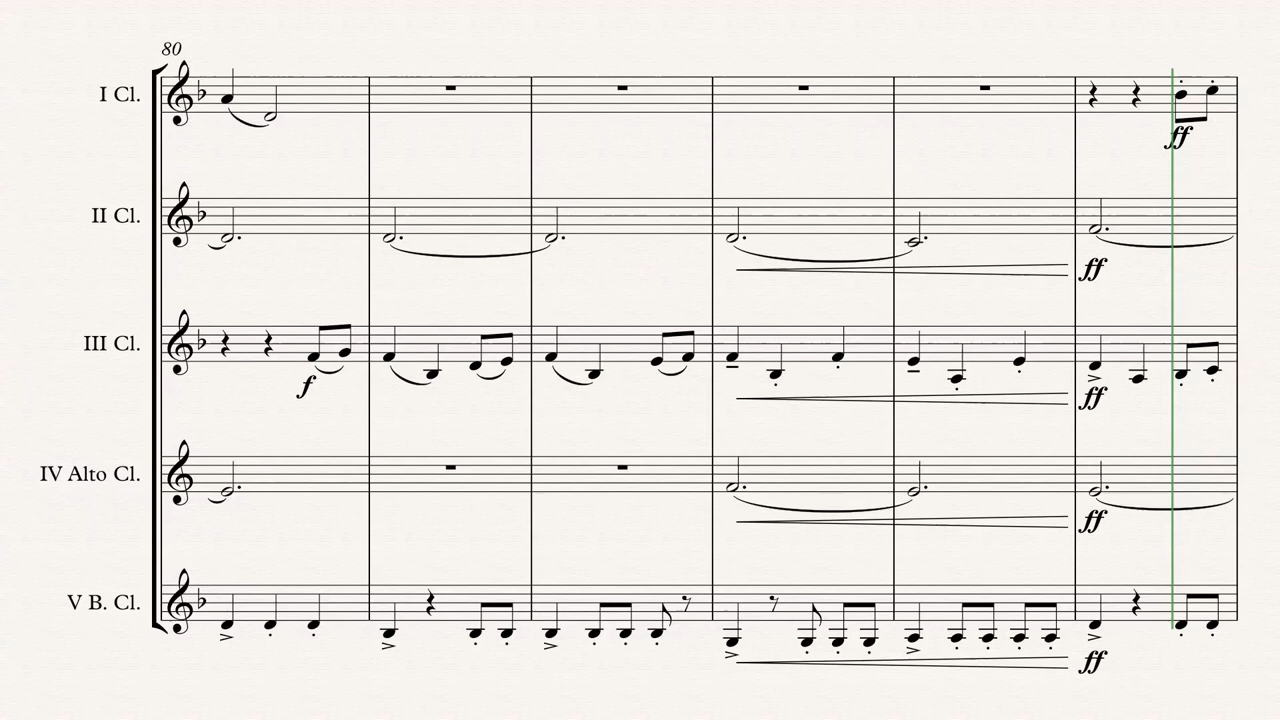 80
I Cl.
ff
II Cl.
ff
III Cl.
f
ff
IV Alto Cl.
ff
V B. Cl.
ff